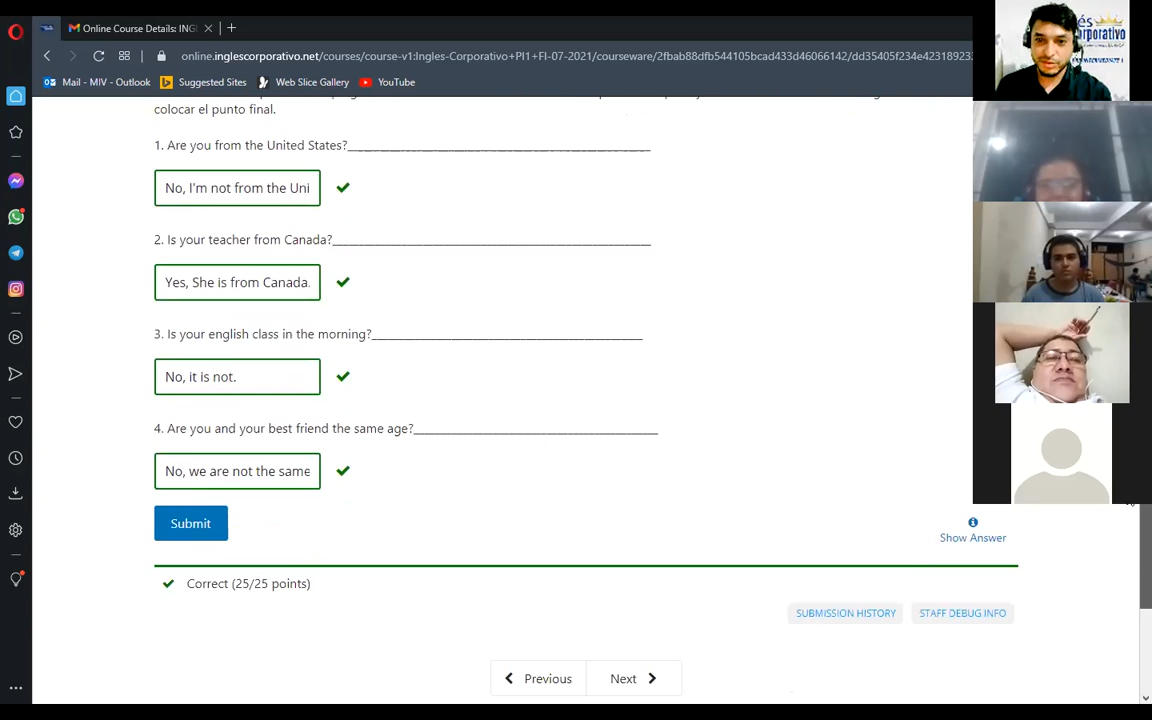 Online Course Details: ING
online.inglescorporativo.net/courses/course-v1:Ingles-Corporativo+PI1+FI-07-2021/courseware/2fbab88dfb544105bcad433d46066142/dd35405f234e42318923
Mail - MIV - Outlook
Suggested Sites
Web Slice Gallery
YouTube
colocar el punto final.
1. Are you from the United States?
No, I'm not from the Uni
2. Is your teacher from Canada?
Yes, She is from Canada.
3. Is your english class in the morning?
No, it is not.
4. Are you and your best friend the same age?
No, we are not the same
Submit
Show Answer
Correct (25/25 points)
SUBMISSION HISTORY
STAFF DEBUG INFO
Previous
Next